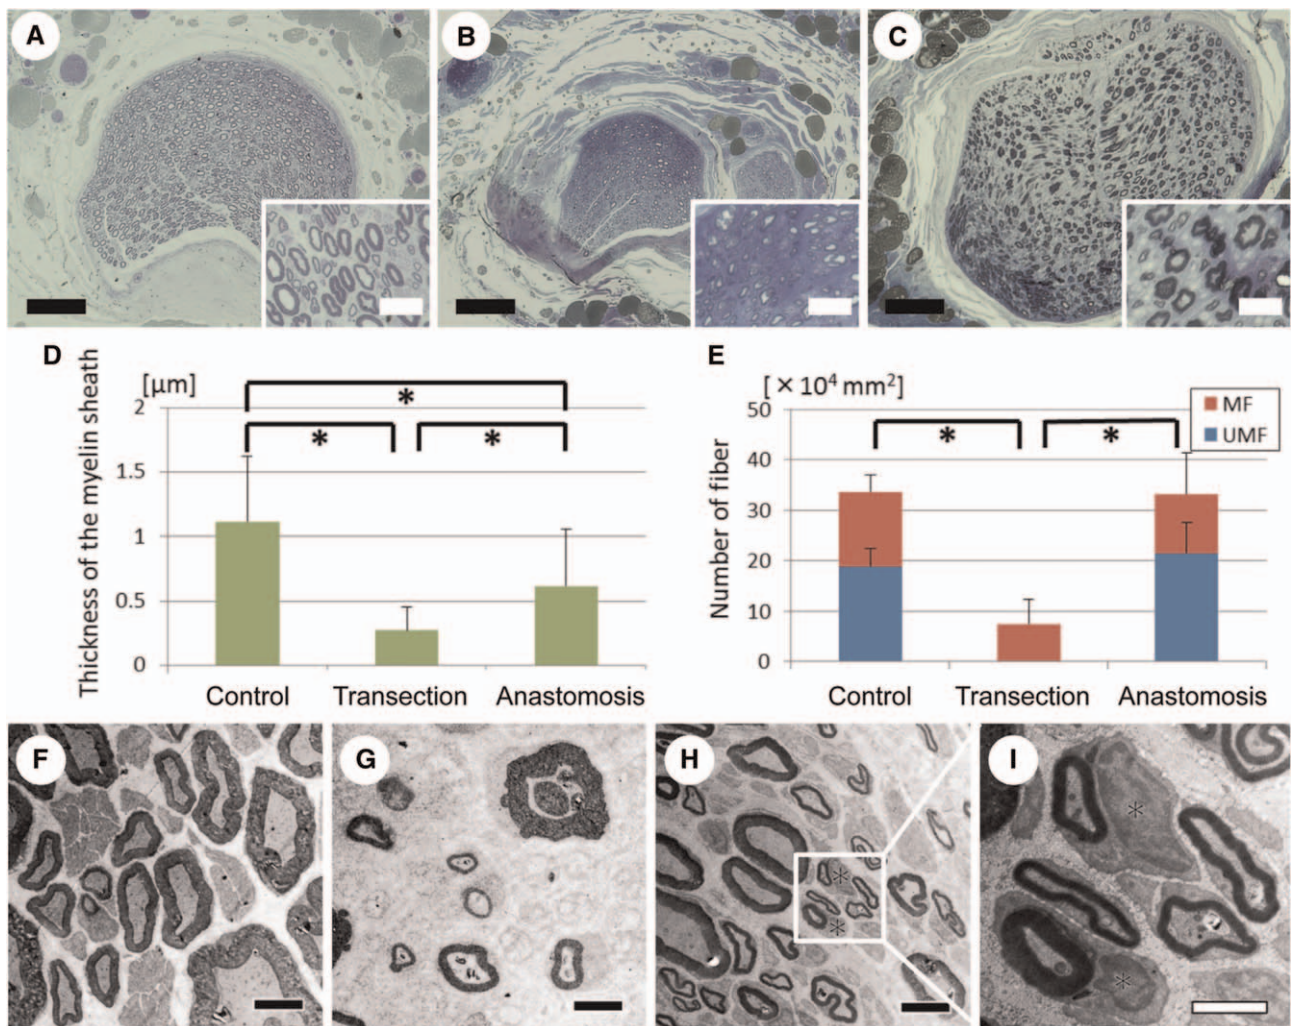 A
B
C
D
Thickness of the myelin sheath
[μm]
2
1.5
1
0.5
0
*
*
*
Control
Transection
Anastomosis
E
Number of fiber
[×10⁴ mm²]
50
40
30
20
10
0
*
*
MF
UMF
Control
Transection
Anastomosis
F
G
H
*
*
I
*
*